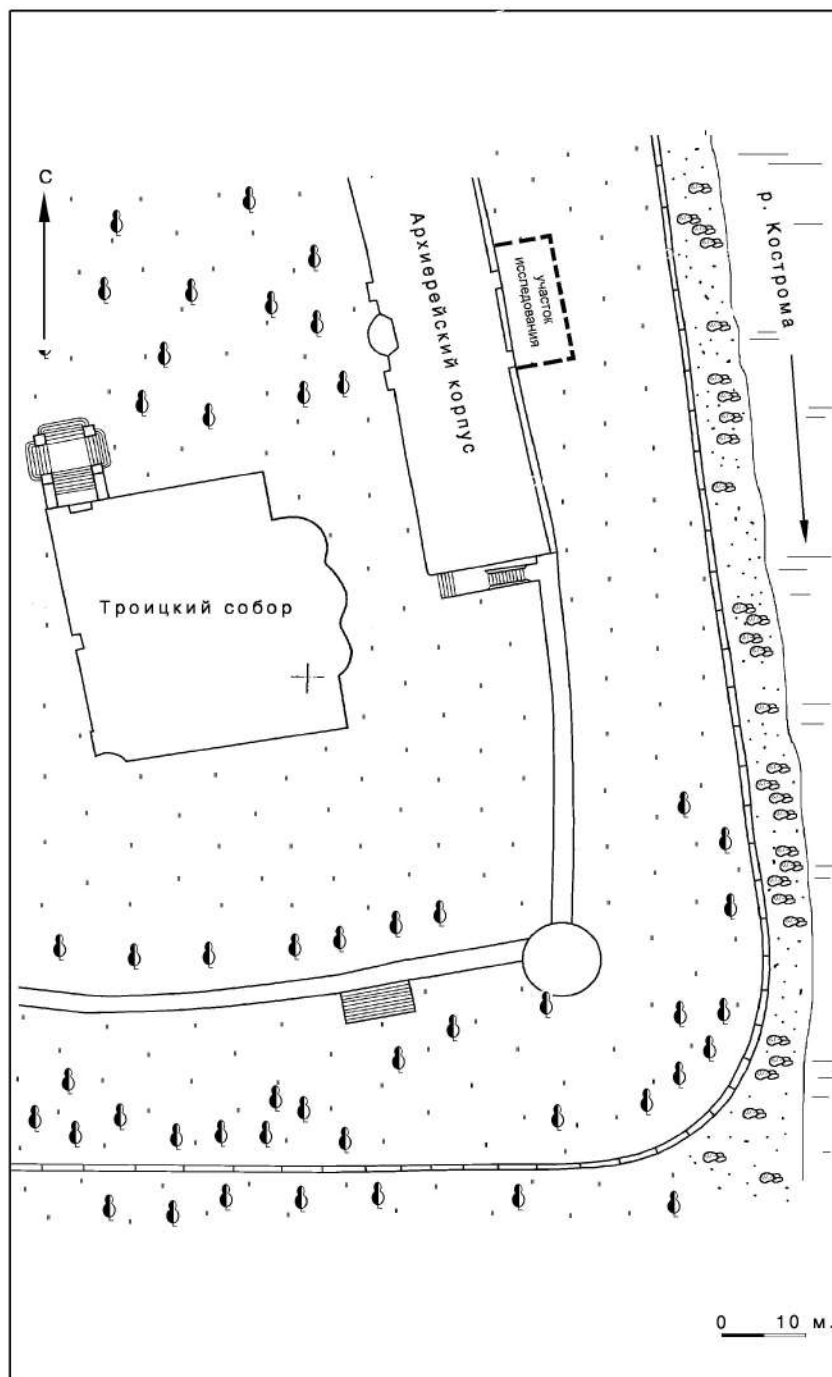 С
р. Кострома
Архиерейский корпус
участок
исследования
Троицкий собор
0 10 м.